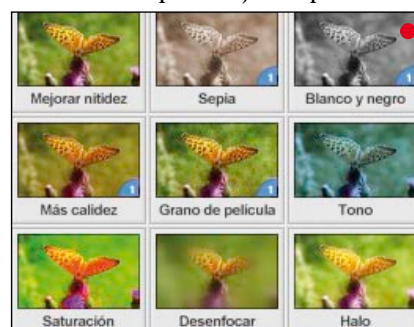 Mejorar nitidez
Sepia
Blanco y negro
Más calidez
Grano de película
Tono
Saturación
Desenfocar
Halo